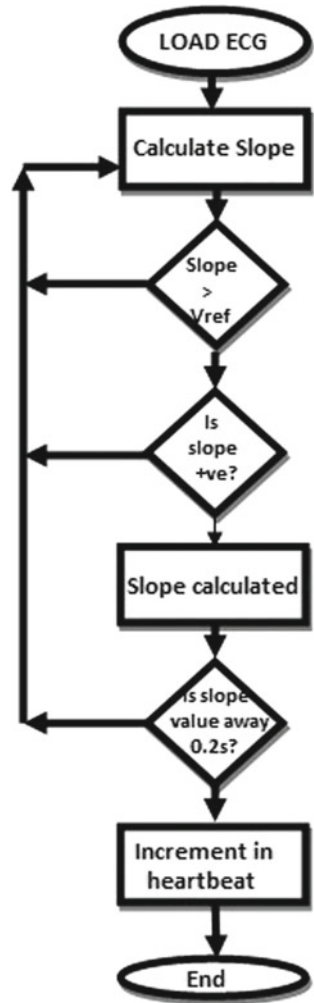 LOAD ECG
Calculate Slope
Slope
>
Vref
Is
slope
+ve?
Slope calculated
Is slope
value away
0.2s?
Increment in
heartbeat
End